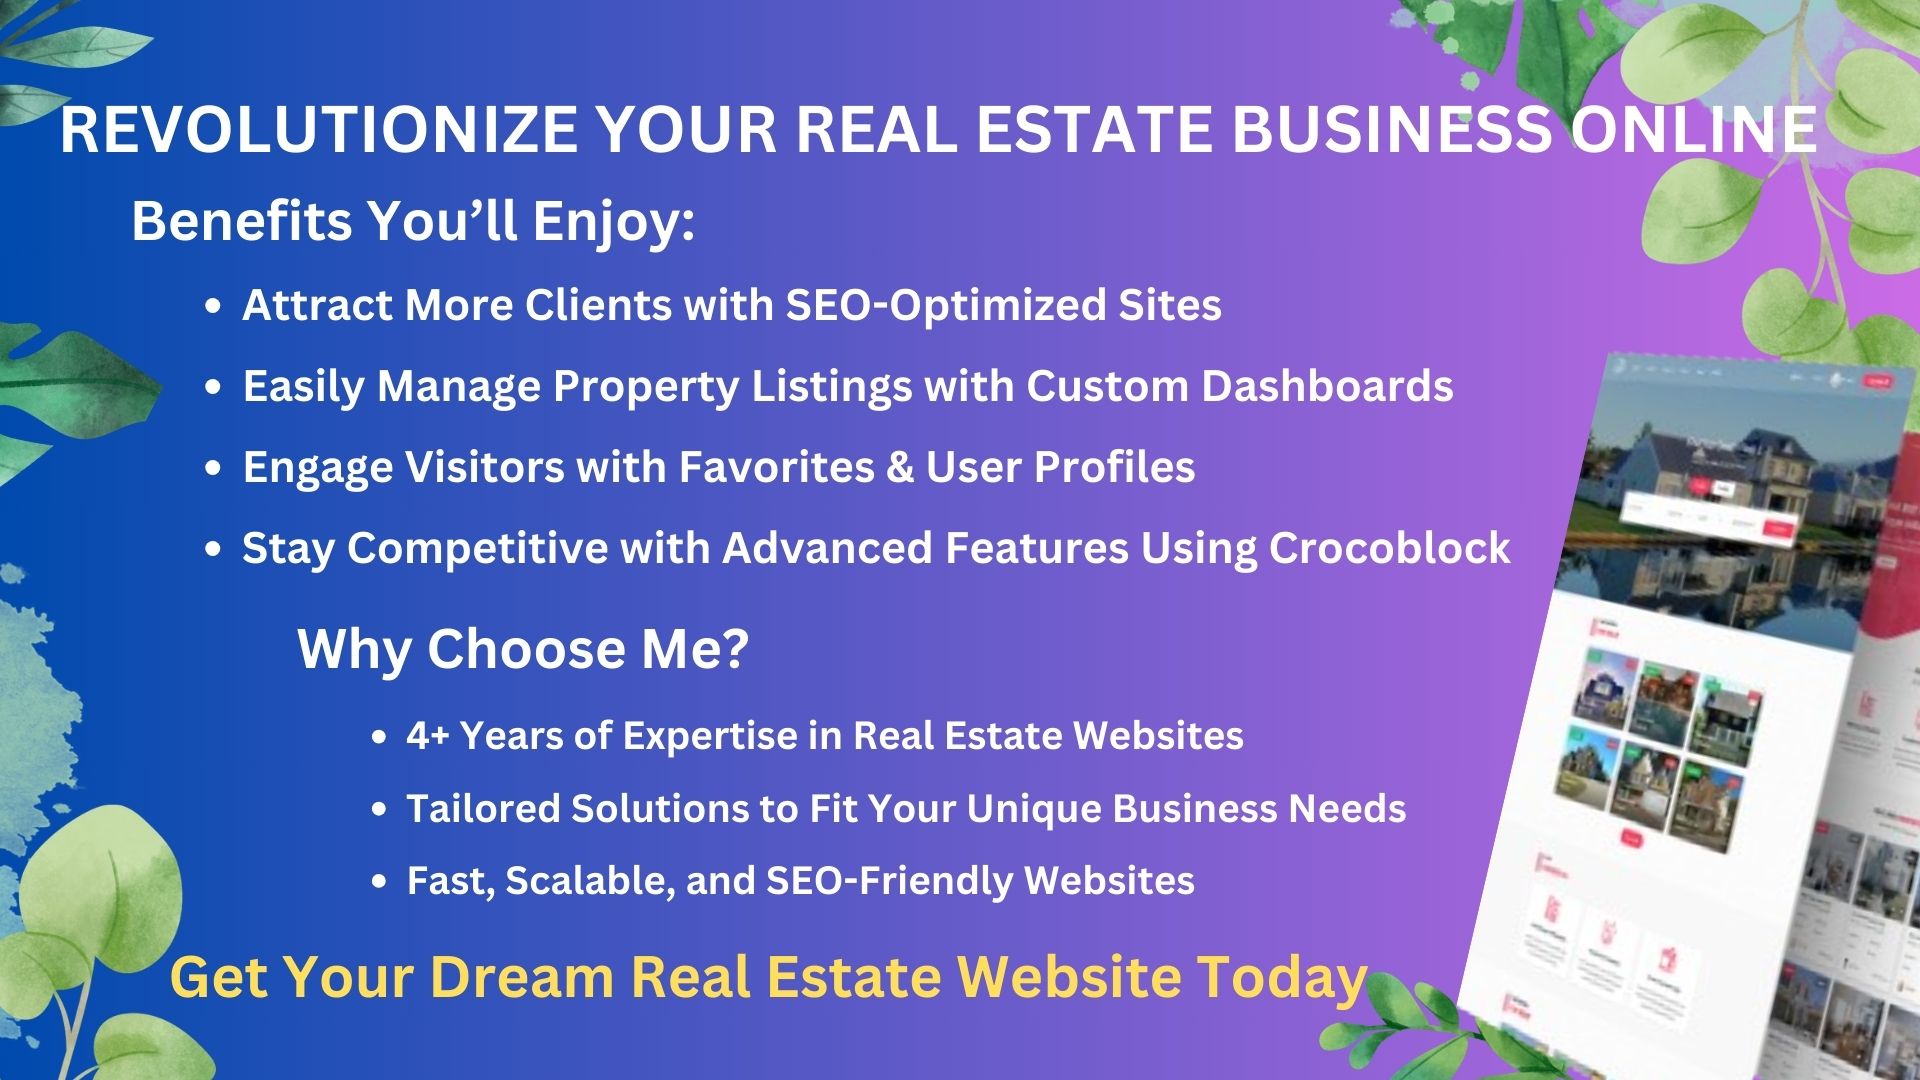 REVOLUTIONIZE YOUR REAL ESTATE BUSINESS ONLINE
Benefits You’ll Enjoy:
• Attract More Clients with SEO-Optimized Sites
• Easily Manage Property Listings with Custom Dashboards
• Engage Visitors with Favorites & User Profiles
• Stay Competitive with Advanced Features Using Crocoblock
Why Choose Me?
• 4+ Years of Expertise in Real Estate Websites
• Tailored Solutions to Fit Your Unique Business Needs
• Fast, Scalable, and SEO-Friendly Websites
Get Your Dream Real Estate Website Today